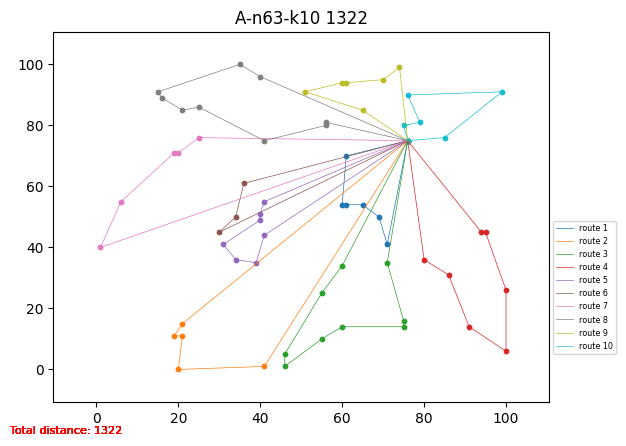 A-n63-k10 1322
100
80
60
40
20
0
0 20 40 60 80 100
route 1
route 2
route 3
route 4
route 5
route 6
route 7
route 8
route 9
route 10
Total distance: 1322